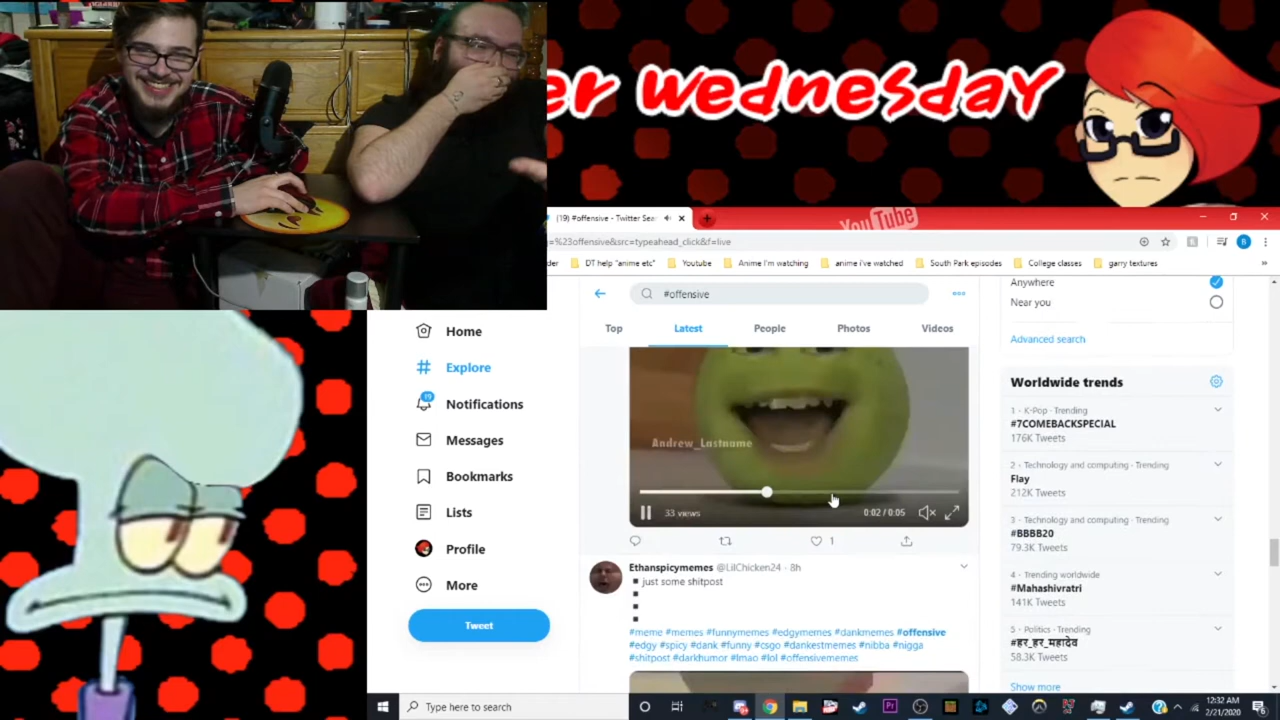 er wednesday
YouTube
(19) #offensive - Twitter Sea
=%23offensive&src=typeahead_click&f=live
der
DT help "anime etc"
Youtube
Anime I'm watching
anime i've watched
South Park episodes
College classes
garry textures
»
#offensive
Top
Latest
People
Photos
Videos
Home
Explore
19
Notifications
Messages
Bookmarks
Lists
Profile
More
Tweet
Andrew_Lastname
33 views
0:02 / 0:05
1
Ethanspicymemes @LilChicken24 · 8h
just some shitpost
#meme #memes #funnymemes #edgymemes #dankmemes #offensive
#edgy #spicy #dank #funny #csgo #dankestmemes #nibba #nigga
#shitpost #darkhumor #lmao #lol #offensivememes
Anywhere
Near you
Advanced search
Worldwide trends
1 · K-Pop · Trending
#7COMEBACKSPECIAL
176K Tweets
2 · Technology and computing · Trending
Flay
212K Tweets
3 · Technology and computing · Trending
#BBBB20
79.3K Tweets
4 · Trending worldwide
#Mahashivratri
141K Tweets
5 · Politics · Trending
#हर_हर_महादेव
58.3K Tweets
Show more
Type here to search
12:32 AM
2/21/2020